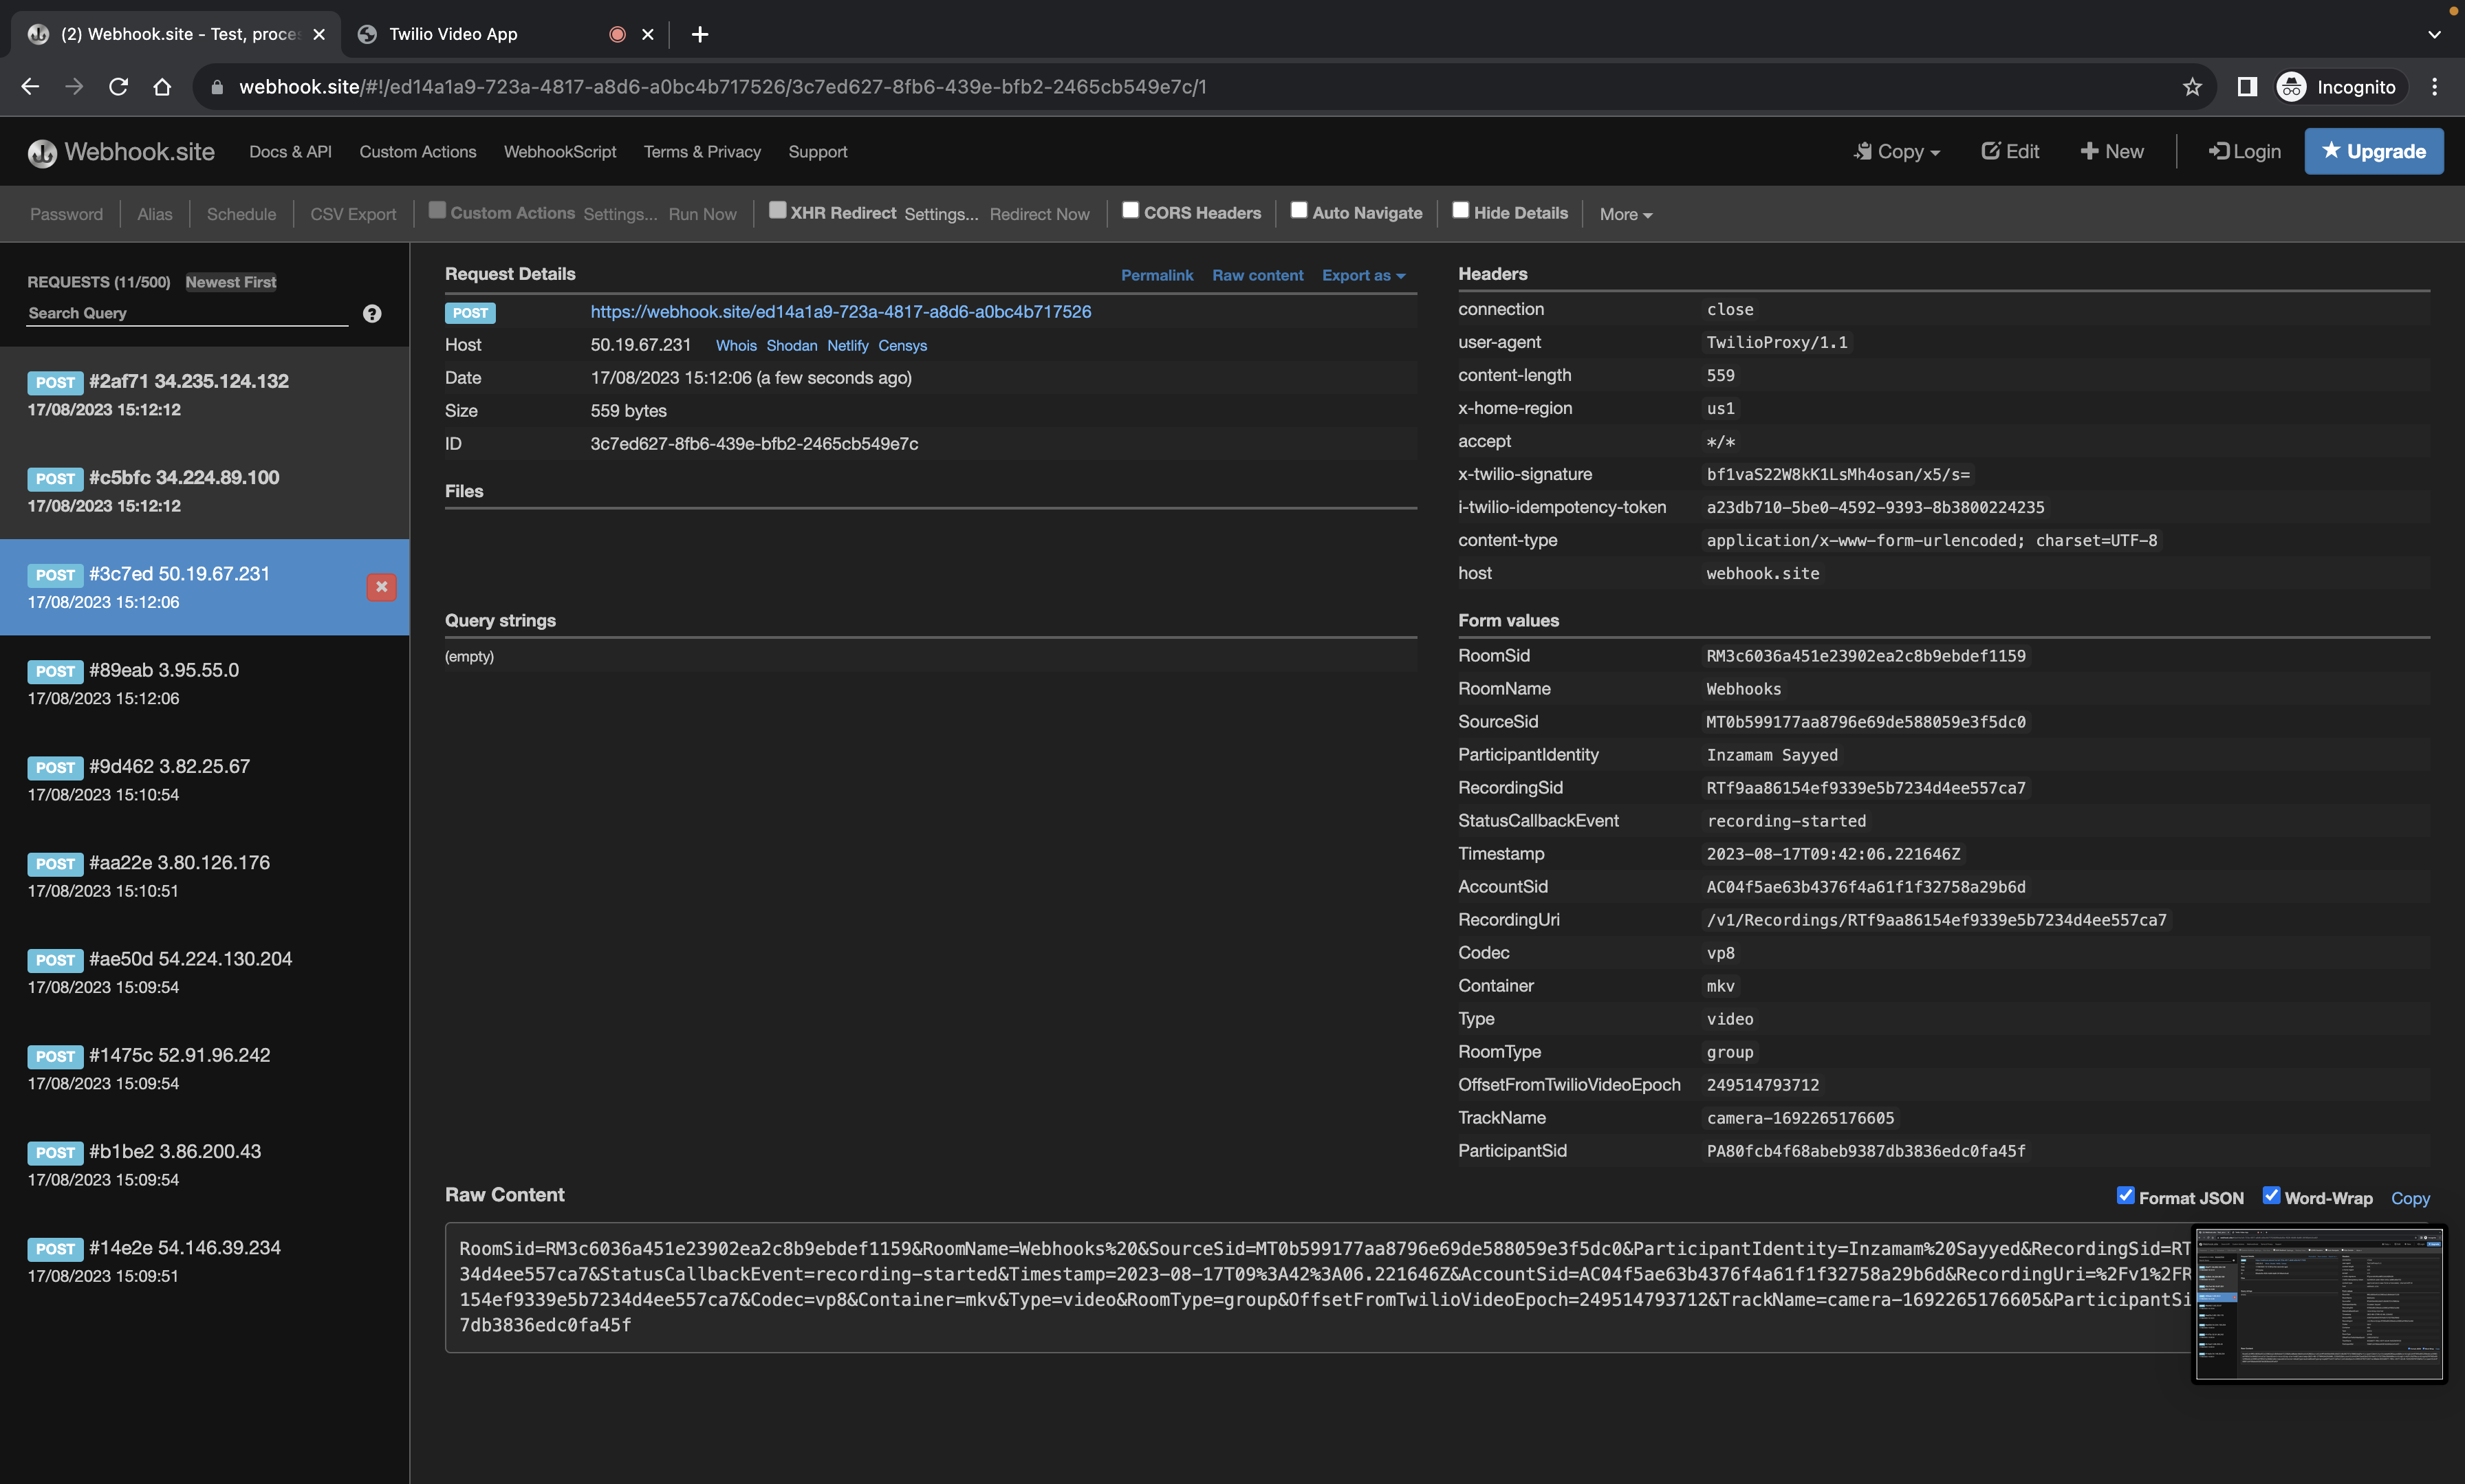 (2) Webhook.site - Test, proces
Twilio Video App
webhook.site/#!/ed14a1a9-723a-4817-a8d6-a0bc4b717526/3c7ed627-8fb6-439e-bfb2-2465cb549e7c/1
Incognito
Webhook.site Docs & API Custom Actions WebhookScript Terms & Privacy Support Copy Edit New Login Upgrade
Password Alias Schedule CSV Export Custom Actions Settings... Run Now XHR Redirect Settings... Redirect Now CORS Headers Auto Navigate Hide Details More
REQUESTS (11/500) Newest First
Search Query ?
POST #2af71 34.235.124.132
17/08/2023 15:12:12
POST #c5bfc 34.224.89.100
17/08/2023 15:12:12
POST #3c7ed 50.19.67.231
17/08/2023 15:12:06
POST #89eab 3.95.55.0
17/08/2023 15:12:06
POST #9d462 3.82.25.67
17/08/2023 15:10:54
POST #aa22e 3.80.126.176
17/08/2023 15:10:51
POST #ae50d 54.224.130.204
17/08/2023 15:09:54
POST #1475c 52.91.96.242
17/08/2023 15:09:54
POST #b1be2 3.86.200.43
17/08/2023 15:09:54
POST #14e2e 54.146.39.234
17/08/2023 15:09:51
Request Details Permalink Raw content Export as
POST https://webhook.site/ed14a1a9-723a-4817-a8d6-a0bc4b717526
Host 50.19.67.231 Whois Shodan Netlify Censys
Date 17/08/2023 15:12:06 (a few seconds ago)
Size 559 bytes
ID 3c7ed627-8fb6-439e-bfb2-2465cb549e7c
Files
Query strings
(empty)
Headers
connection close
user-agent TwilioProxy/1.1
content-length 559
x-home-region us1
accept */*
x-twilio-signature bf1vaS22W8kK1LsMh4osan/x5/s=
i-twilio-idempotency-token a23db710-5be0-4592-9393-8b3800224235
content-type application/x-www-form-urlencoded; charset=UTF-8
host webhook.site
Form values
RoomSid RM3c6036a451e23902ea2c8b9ebdef1159
RoomName Webhooks
SourceSid MT0b599177aa8796e69de588059e3f5dc0
ParticipantIdentity Inzamam Sayyed
RecordingSid RTf9aa86154ef9339e5b7234d4ee557ca7
StatusCallbackEvent recording-started
Timestamp 2023-08-17T09:42:06.221646Z
AccountSid AC04f5ae63b4376f4a61f1f32758a29b6d
RecordingUri /v1/Recordings/RTf9aa86154ef9339e5b7234d4ee557ca7
Codec vp8
Container mkv
Type video
RoomType group
OffsetFromTwilioVideoEpoch 249514793712
TrackName camera-1692265176605
ParticipantSid PA80fcb4f68abeb9387db3836edc0fa45f
Raw Content Format JSON Word-Wrap Copy
RoomSid=RM3c6036a451e23902ea2c8b9ebdef1159&RoomName=Webhooks%20&SourceSid=MT0b599177aa8796e69de588059e3f5dc0&ParticipantIdentity=Inzamam%20Sayyed&RecordingSid=RT
34d4ee557ca7&StatusCallbackEvent=recording-started&Timestamp=2023-08-17T09%3A42%3A06.221646Z&AccountSid=AC04f5ae63b4376f4a61f1f32758a29b6d&RecordingUri=%2Fv1%2FR
154ef9339e5b7234d4ee557ca7&Codec=vp8&Container=mkv&Type=video&RoomType=group&OffsetFromTwilioVideoEpoch=249514793712&TrackName=camera-1692265176605&ParticipantSi
7db3836edc0fa45f